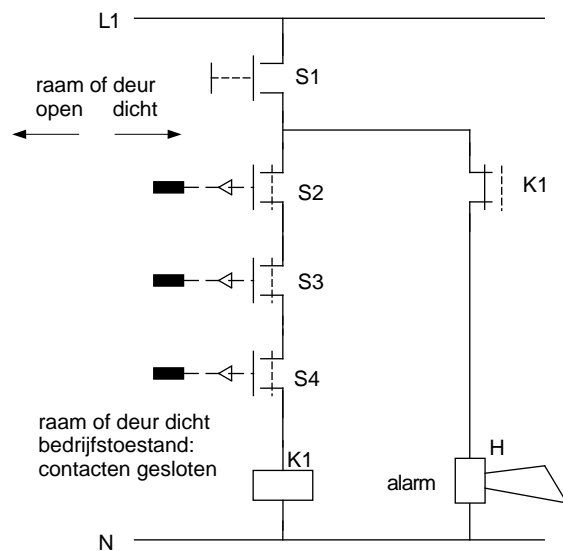 L1
raam of deur
open dicht
S1
S2
K1
S3
S4
raam of deur dicht
bedrijfstoestand:
contacten gesloten
K1
H
alarm
N